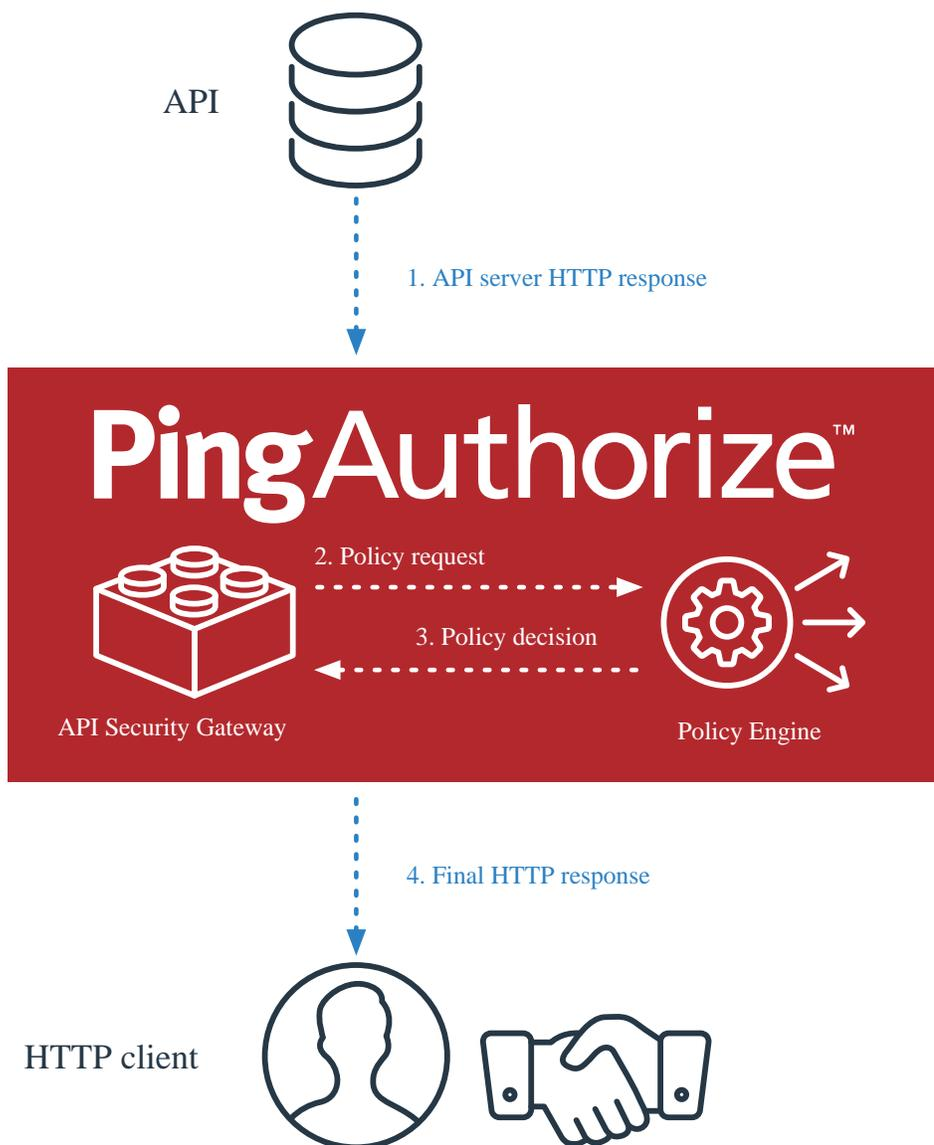 API
1. API server HTTP response
PingAuthorize™
2. Policy request
3. Policy decision
API Security Gateway
Policy Engine
4. Final HTTP response
HTTP client